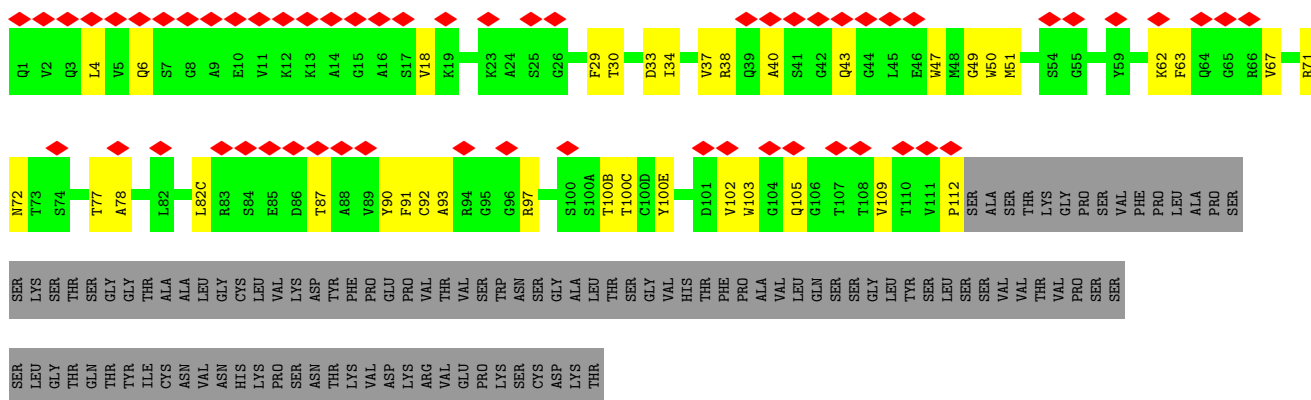 Q1 V2 Q3 L4 V5 Q6 S7 G8 A9 E10 V11 K12 K13 A14 G15 A16 S17 V18 K19 K23 A24 S25 G26 F29 T30 D33 I34 V37 R38 Q39 A40 S41 G42 Q43 G44 L45 E46 W47 M48 G49 W50 M51 S54 G55 Y59 K62 F63 Q64 G65 R66 V67 R71
N72 T73 S74 T77 A78 L82 L82C R83 S84 E85 D86 T87 A88 V89 Y90 F91 C92 A93 R94 G95 G96 R97 S100 S100A T100B T100C C100D Y100E D101 V102 W103 G104 Q105 G106 T107 T108 V109 T110 V111 P112 SER ALA SER THR LYS GLY PRO SER VAL PHE PRO LEU ALA PRO SER
SER LYS SER THR SER GLY GLY THR ALA ALA LEU GLY CYS LEU VAL LYS ASP TYR PHE PRO GLU PRO VAL THR VAL SER TRP ASN SER GLY ALA LEU THR SER GLY VAL HIS THR PHE PRO ALA VAL LEU GLN SER SER GLY LEU TYR SER LEU SER SER VAL VAL THR VAL PRO SER SER
SER LEU GLY THR GLN THR TYR ILE CYS ASN VAL ASN HIS LYS PRO SER ASN THR LYS VAL ASP LYS ARG VAL GLU PRO LYS SER CYS ASP LYS THR